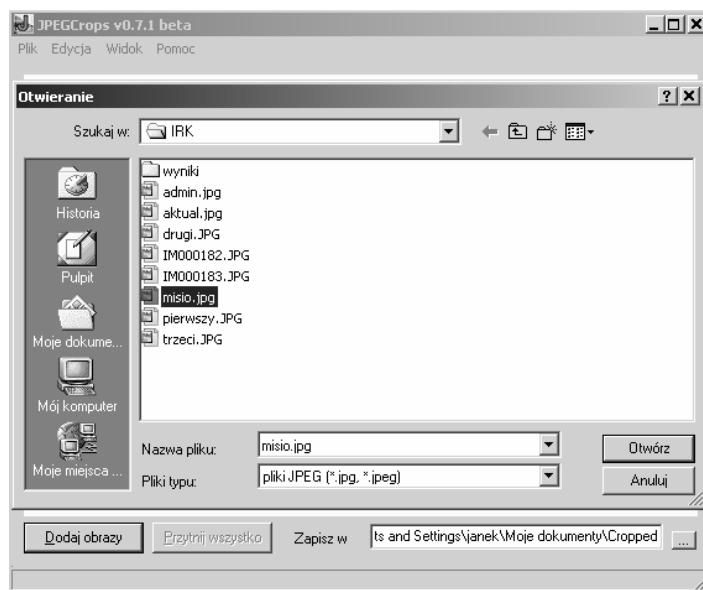 JPEGCrops v0.7.1 beta
Plik Edycja Widok Pomoc
Otwieranie
Szukaj w: IRK
Historia
Pulpit
Moje dokume...
Mój komputer
Moje miejsca ...
wyniki
admin.jpg
aktual.jpg
drugi.JPG
IM000182.JPG
IM000183.JPG
misio.jpg
pierwszy.JPG
trzeci.JPG
Nazwa pliku: misio.jpg Otwórz
Pliki typu: pliki JPEG (*.jpg, *.jpeg) Anuluj
Dodaj obrazy Przytnij wszystko Zapisz w ts and Settings\janek\Moje dokumenty\Cropped ...